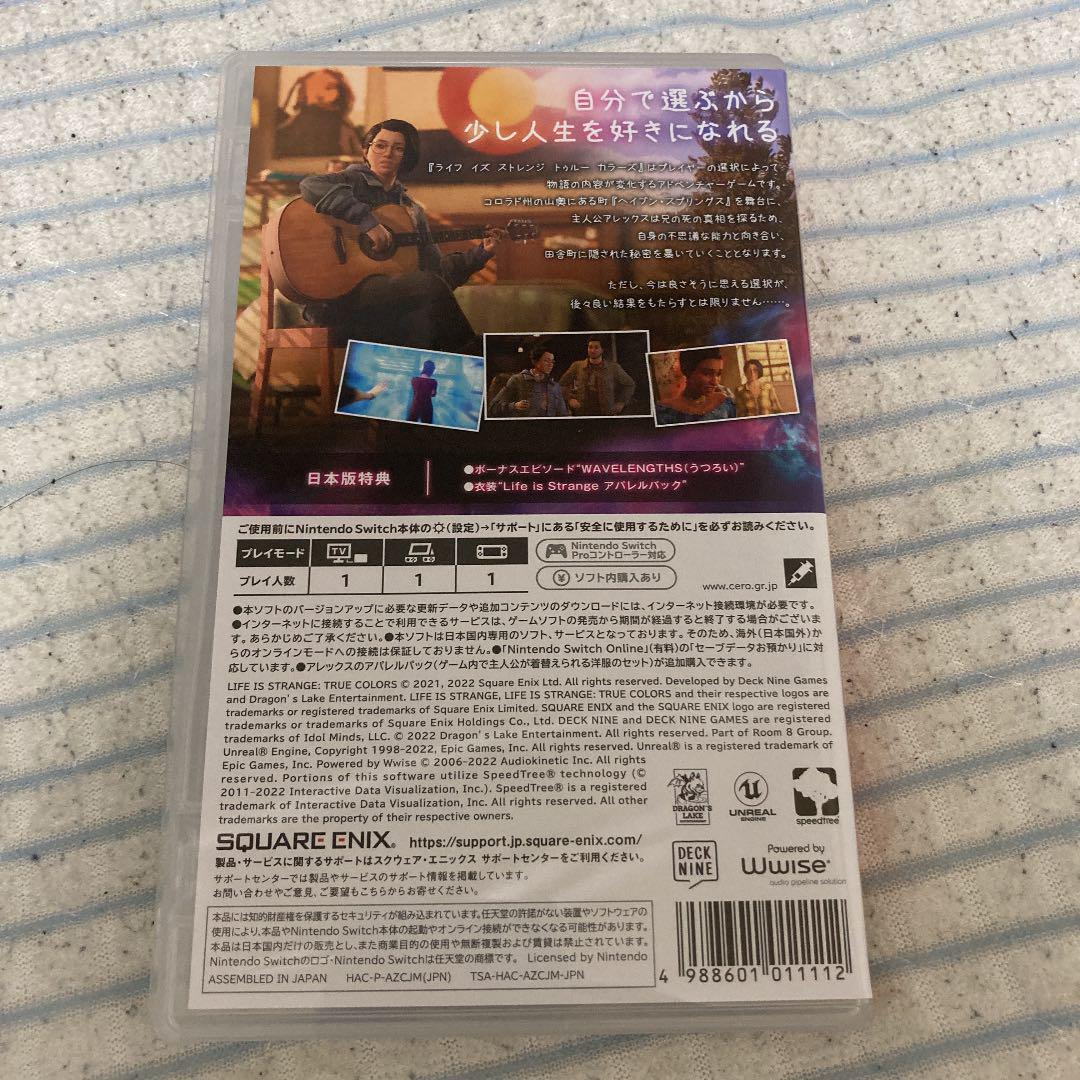 自分で選ぶから
少し人生を好きになれる
『ライフ イズ ストレンジ トゥルー カラーズ』はプレイヤーの選択によって
物語の内容が変化するアドベンチャーゲームです。
コロラド州の山奥にある町『ヘイブン・スプリングス』を舞台に、
主人公アレックスは兄の死の真相を探るため、
自身の不思議な能力と向き合い、
田舎町に隠された秘密を暴いていくこととなります。
ただし、今は良さそうに思える選択が、
後々良い結果をもたらすとは限りません……。
日本版特典
●ボーナスエピソード“WAVELENGTHS(うつろい)”
●衣装“Life is Strange アパレルパック”
ご使用前にNintendo Switch本体の(設定)→「サポート」にある「安全に使用するために」を必ずお読みください。
プレイモード TV
プレイ人数 1 1 1
Nintendo Switch
Proコントローラー対応
ソフト内購入あり
www.cero.gr.jp
●本ソフトのバージョンアップに必要な更新データや追加コンテンツのダウンロードには、インターネット接続環境が必要です。
●インターネットに接続することで利用できるサービスは、ゲームソフトの発売から期間が経過すると終了する場合がございま
す。あらかじめご了承ください。●本ソフトは日本国内専用のソフト、サービスとなっております。そのため、海外(日本国外)か
らのオンラインモードへの接続は保証しておりません。●「Nintendo Switch Online」(有料)の「セーブデータお預かり」に対
応しています。●アレックスのアパレルパック(ゲーム内で主人公が着替えられる洋服のセット)が追加購入できます。
LIFE IS STRANGE: TRUE COLORS © 2021, 2022 Square Enix Ltd. All rights reserved. Developed by Deck Nine Games
and Dragon's Lake Entertainment. LIFE IS STRANGE, LIFE IS STRANGE: TRUE COLORS and their respective logos are
trademarks or registered trademarks of Square Enix Limited. SQUARE ENIX and the SQUARE ENIX logo are registered
trademarks or trademarks of Square Enix Holdings Co., Ltd. DECK NINE and DECK NINE GAMES are registered
trademarks of Idol Minds, LLC. © 2022 Dragon's Lake Entertainment. All rights reserved. Part of Room 8 Group.
Unreal® Engine, Copyright 1998-2022, Epic Games, Inc. All rights reserved. Unreal® is a registered trademark of
Epic Games, Inc. Powered by Wwise © 2006-2022 Audiokinetic Inc. All rights
reserved. Portions of this software utilize SpeedTree® technology (©
2011-2022 Interactive Data Visualization, Inc.). SpeedTree® is a registered
trademark of Interactive Data Visualization, Inc. All rights reserved. All other
trademarks are the property of their respective owners.
DRAGON'S
LAKE
UNREAL
ENGINE
speedtree
SQUARE ENIX® https://support.jp.square-enix.com/
製品・サービスに関するサポートはスクウェア・エニックス サポートセンターをご利用ください。
サポートセンターでは製品やサービスのサポート情報を掲載しています。
お問い合わせやご意見、ご要望もこちらからお寄せください。
DECK
NINE
Powered by
Wwise
audio pipeline solution
本品には知的財産権を保護するセキュリティが組み込まれています。任天堂の許諾がない装置やソフトウェアの
使用により、本品やNintendo Switch本体の起動やオンライン接続ができなくなる可能性があります。
本品は日本国内だけの販売とし、また商業目的の使用や無断複製および賃貸は禁止されています。
Nintendo Switchのロゴ・Nintendo Switchは任天堂の商標です。 Licensed by Nintendo
ASSEMBLED IN JAPAN HAC-P-AZCJM(JPN) TSA-HAC-AZCJM-JPN
4 988601 011112